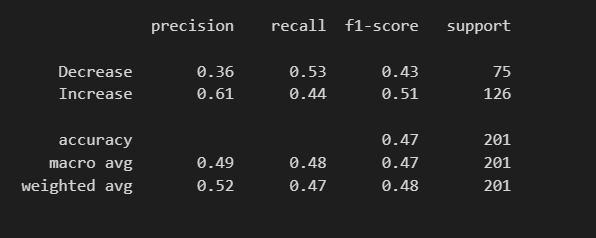 precision recall f1-score support
Decrease 0.36 0.53 0.43 75
Increase 0.61 0.44 0.51 126
accuracy 0.47 201
macro avg 0.49 0.48 0.47 201
weighted avg 0.52 0.47 0.48 201